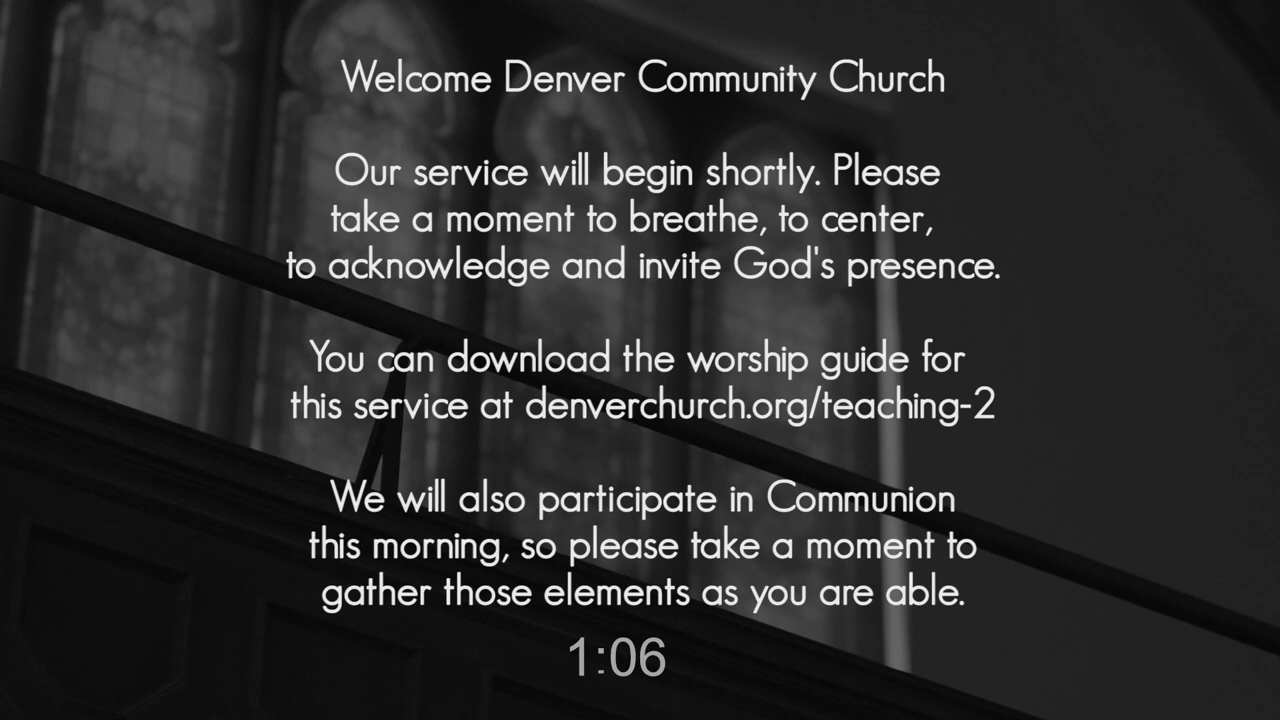 Welcome Denver Community Church
Our service will begin shortly. Please
take a moment to breathe, to center,
to acknowledge and invite God's presence.
You can download the worship guide for
this service at denverchurch.org/teaching-2
We will also participate in Communion
this morning, so please take a moment to
gather those elements as you are able.
1:06